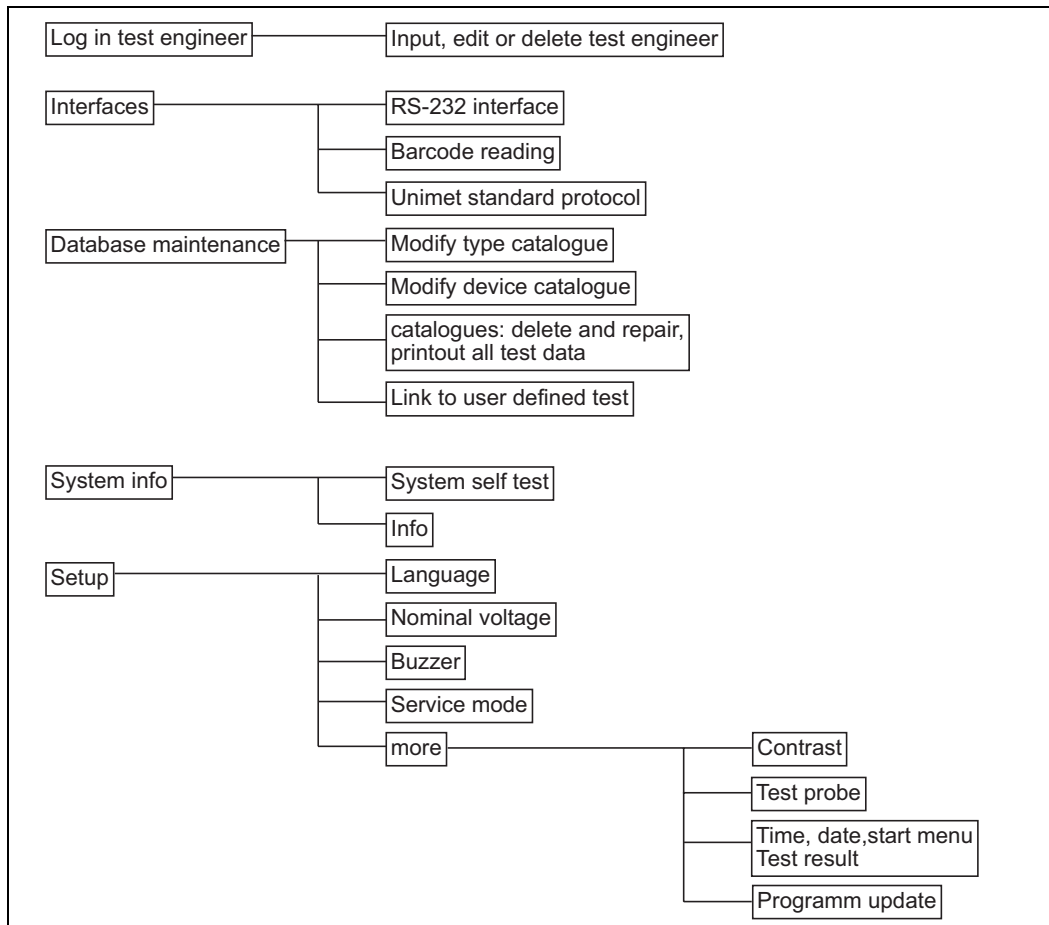 Log in test engineer
Input, edit or delete test engineer
Interfaces
RS-232 interface
Barcode reading
Unimet standard protocol
Database maintenance
Modify type catalogue
Modify device catalogue
catalogues: delete and repair,
printout all test data
Link to user defined test
System info
System self test
Info
Setup
Language
Nominal voltage
Buzzer
Service mode
more
Contrast
Test probe
Time, date,start menu
Test result
Programm update